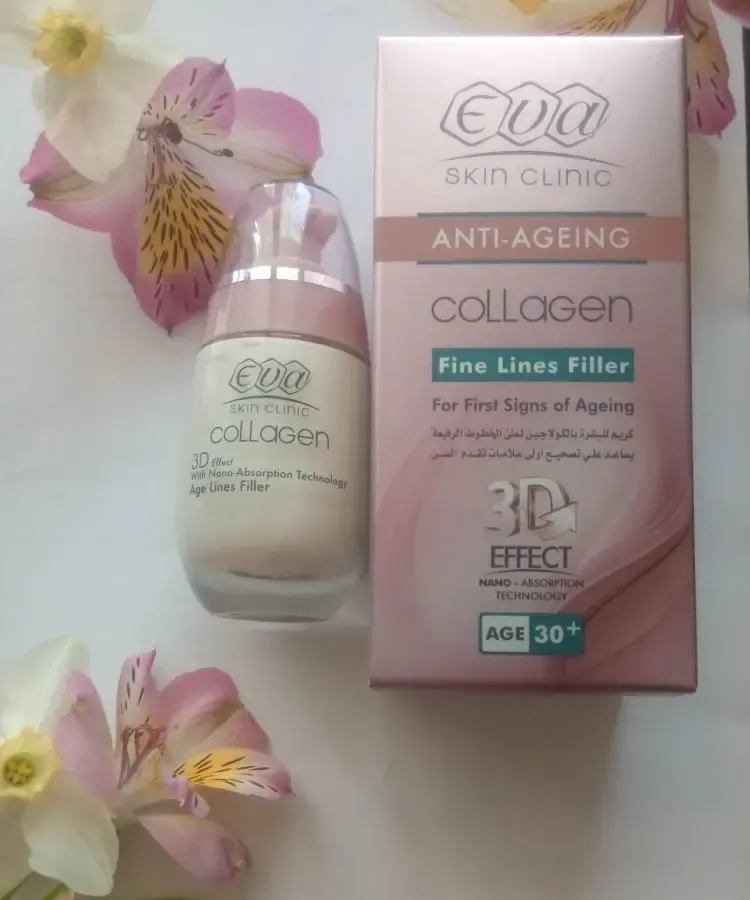 Eva
SKIN CLINIC
ANTI-AGEING
coLLagen
Fine Lines Filler
For First Signs of Ageing
كريم للبشرة بالكولاجين لملئ الخطوط الرفيعة
يساعد على تصحيح أولى علامات تقدم السن
3D
EFFECT
NANO - ABSORPTION
TECHNOLOGY
AGE 30+
Eva
SKIN CLINIC
coLLagen
3D Effect
With Nano-Absorption Technology
Age Lines Filler